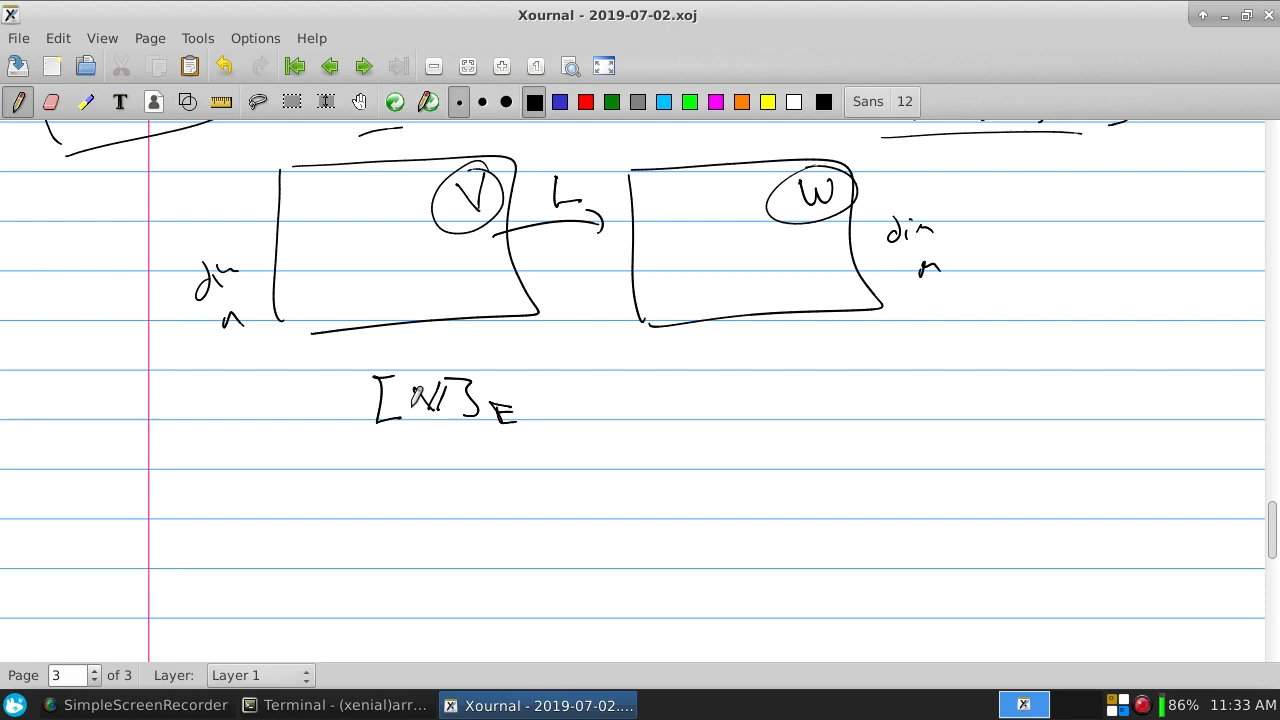 Xournal - 2019-07-02.xoj
File Edit View Page Tools Options Help
Sans 12
V L W
dim
dim
n
n
[ ]E
Page 3 of 3 Layer: Layer 1
SimpleScreenRecorder Terminal - (xenial)arr... Xournal - 2019-07-02.... 86% 11:33 AM